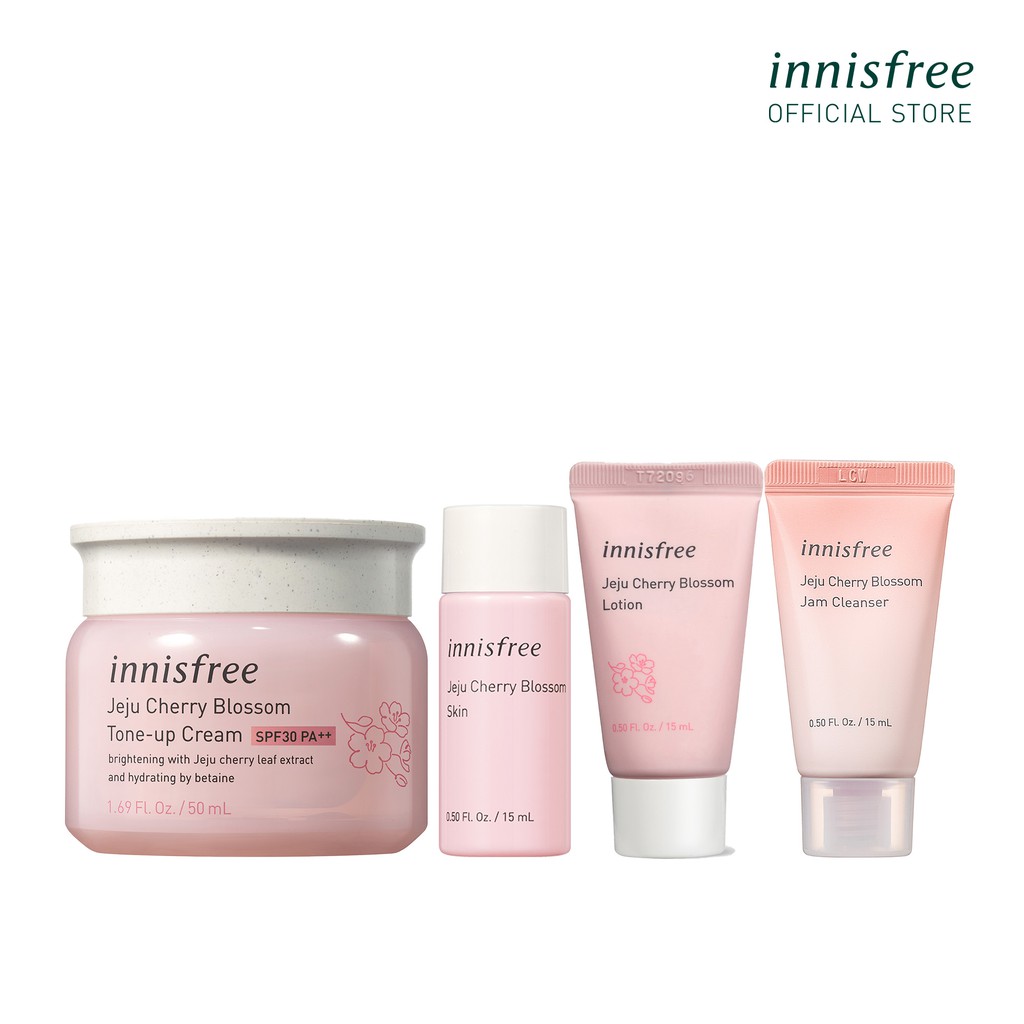 innisfree
OFFICIAL STORE
innisfree
Jeju Cherry Blossom
Tone-up Cream SPF30 PA++
brightening with Jeju cherry leaf extract
and hydrating by betaine
1.69 Fl. Oz. / 50 mL
innisfree
Jeju Cherry Blossom
Skin
0.50 Fl. Oz. / 15 mL
T72096
innisfree
Jeju Cherry Blossom
Lotion
0.50 Fl. Oz. / 15 mL
LCW
innisfree
Jeju Cherry Blossom
Jam Cleanser
0.50 Fl. Oz. / 15 mL